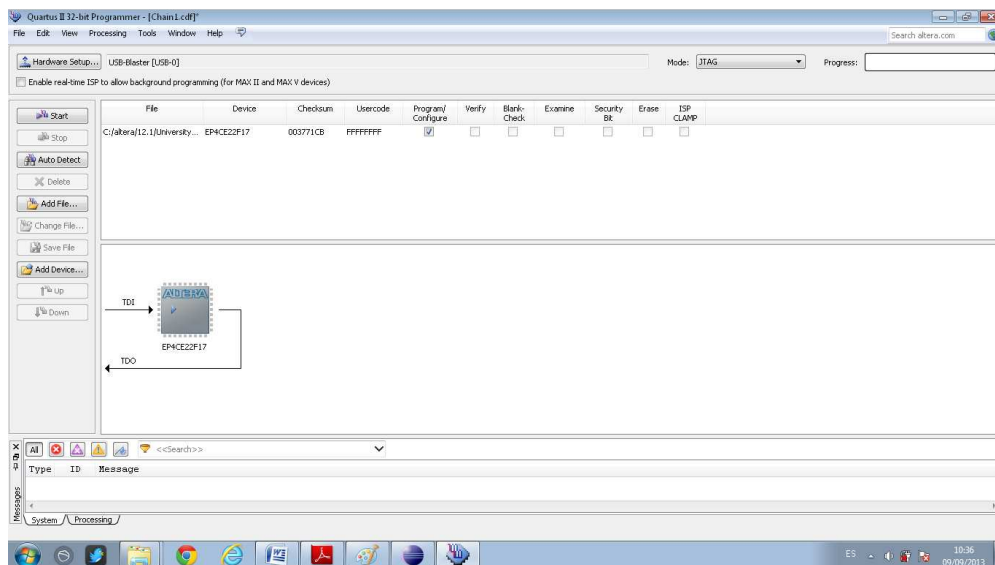 Quartus II 32-bit Programmer - [Chain1.cdf]*
File Edit View Processing Tools Window Help
Search altera.com
Hardware Setup... USB-Blaster [USB-0] Mode: JTAG Progress:
Enable real-time ISP to allow background programming (for MAX II and MAX V devices)
Start
Stop
Auto Detect
Delete
Add File...
Change File...
Save File
Add Device...
Up
Down
File Device Checksum Usercode Program/Configure Verify Blank-Check Examine Security Bit Erase ISP CLAMP
C:/altera/12.1/University... EP4CE22F17 003771CB FFFFFFFF
TDI
ALTERA
EP4CE22F17
TDO
All <<Search>>
Type ID Message
Messages
System Processing
ES 10:36
09/09/2013